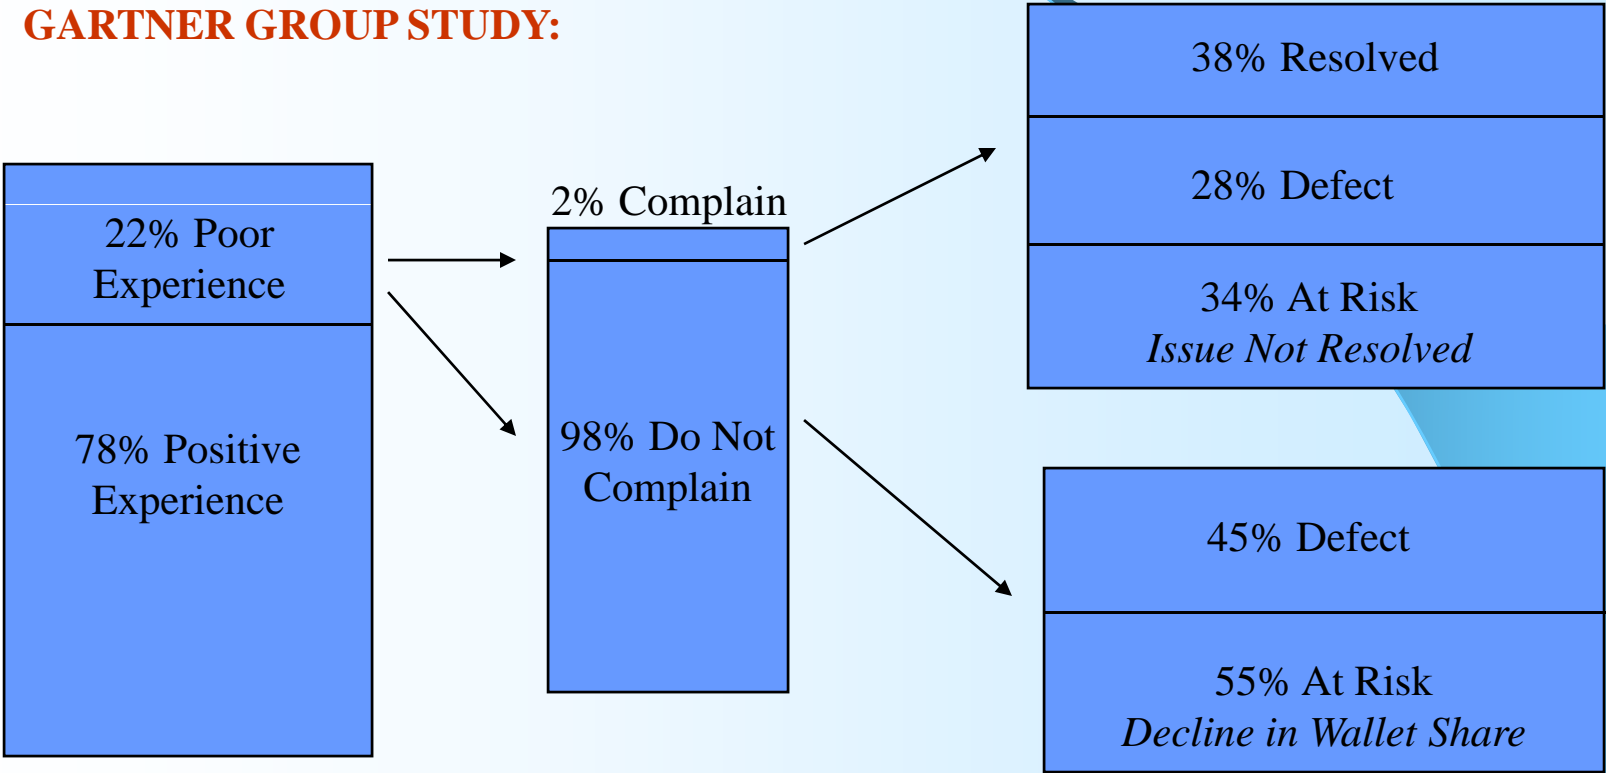 GARTNER GROUP STUDY:
22% Poor
Experience
78% Positive
Experience
2% Complain
98% Do Not
Complain
38% Resolved
28% Defect
34% At Risk
Issue Not Resolved
45% Defect
55% At Risk
Decline in Wallet Share